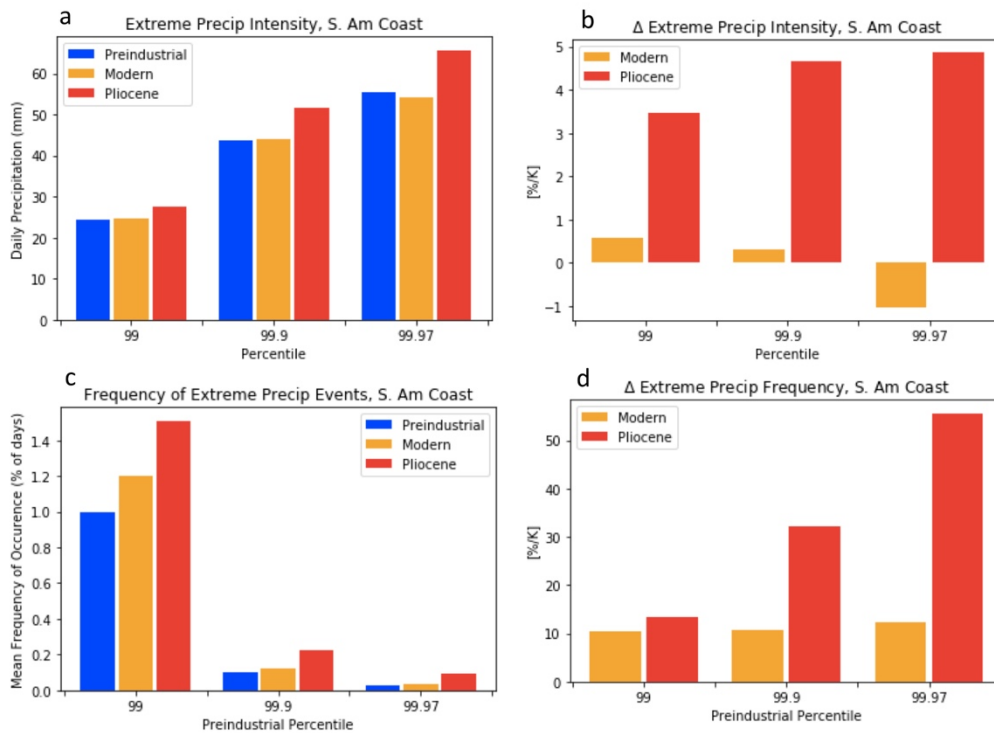 a
Extreme Precip Intensity, S. Am Coast
Preindustrial
Modern
Pliocene
Daily Precipitation (mm)
60
50
40
30
20
10
0
99
99.9
99.97
Percentile
b
Δ Extreme Precip Intensity, S. Am Coast
Modern
Pliocene
[%/K]
5
4
3
2
1
0
−1
99
99.9
99.97
Percentile
c
Frequency of Extreme Precip Events, S. Am Coast
Preindustrial
Modern
Pliocene
Mean Frequency of Occurence (% of days)
1.4
1.2
1.0
0.8
0.6
0.4
0.2
0.0
99
99.9
99.97
Preindustrial Percentile
d
Δ Extreme Precip Frequency, S. Am Coast
Modern
Pliocene
[%/K]
50
40
30
20
10
0
99
99.9
99.97
Preindustrial Percentile